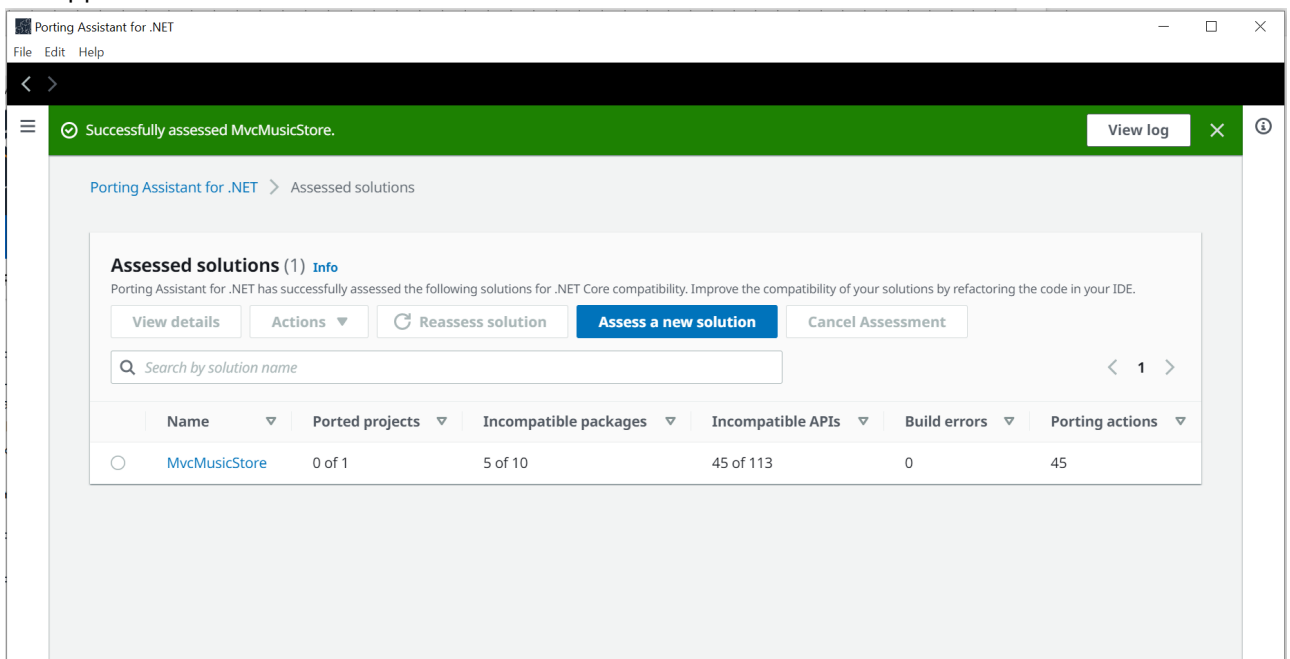 Porting Assistant for .NET
File Edit Help
Successfully assessed MvcMusicStore. View log
Porting Assistant for .NET > Assessed solutions
Assessed solutions (1) Info
Porting Assistant for .NET has successfully assessed the following solutions for .NET Core compatibility. Improve the compatibility of your solutions by refactoring the code in your IDE.
View details Actions Reassess solution Assess a new solution Cancel Assessment
Search by solution name 1
Name Ported projects Incompatible packages Incompatible APIs Build errors Porting actions
MvcMusicStore 0 of 1 5 of 10 45 of 113 0 45